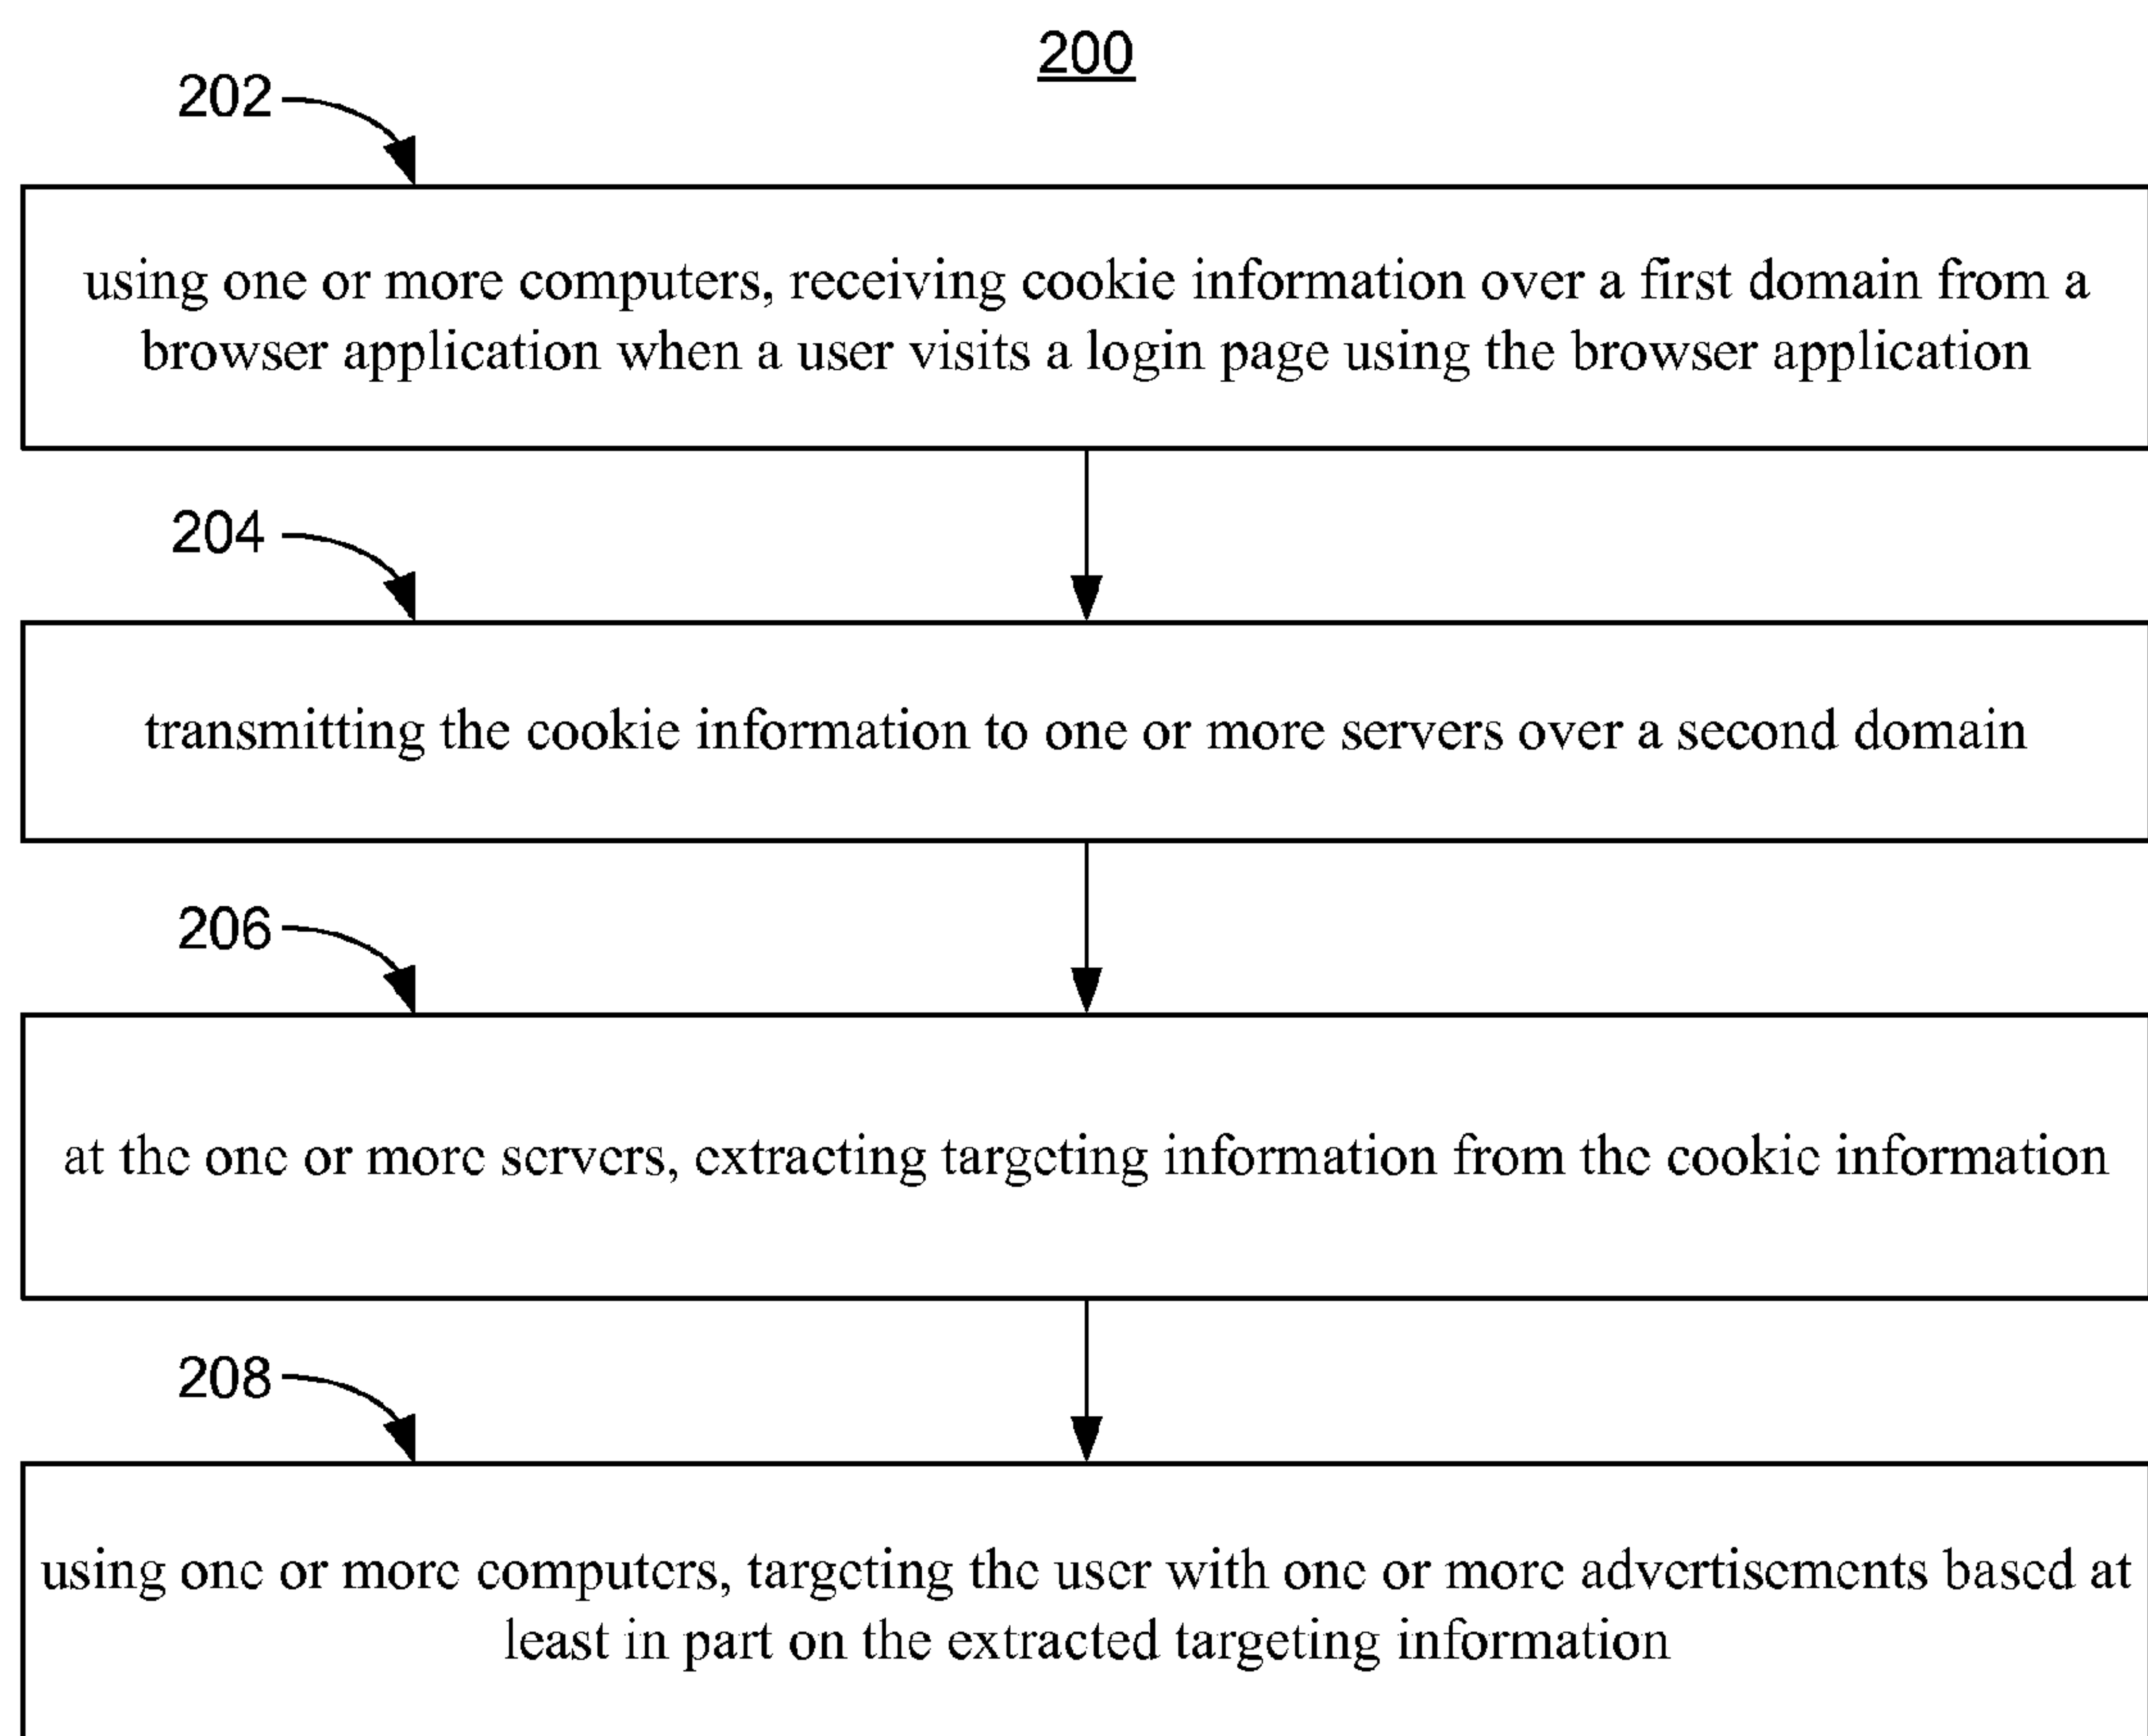 200
202
using one or more computers, receiving cookie information over a first domain from a
browser application when a user visits a login page using the browser application
204
transmitting the cookie information to one or more servers over a second domain
206
at the one or more servers, extracting targeting information from the cookie information
208
using one or more computers, targeting the user with one or more advertisements based at
least in part on the extracted targeting information